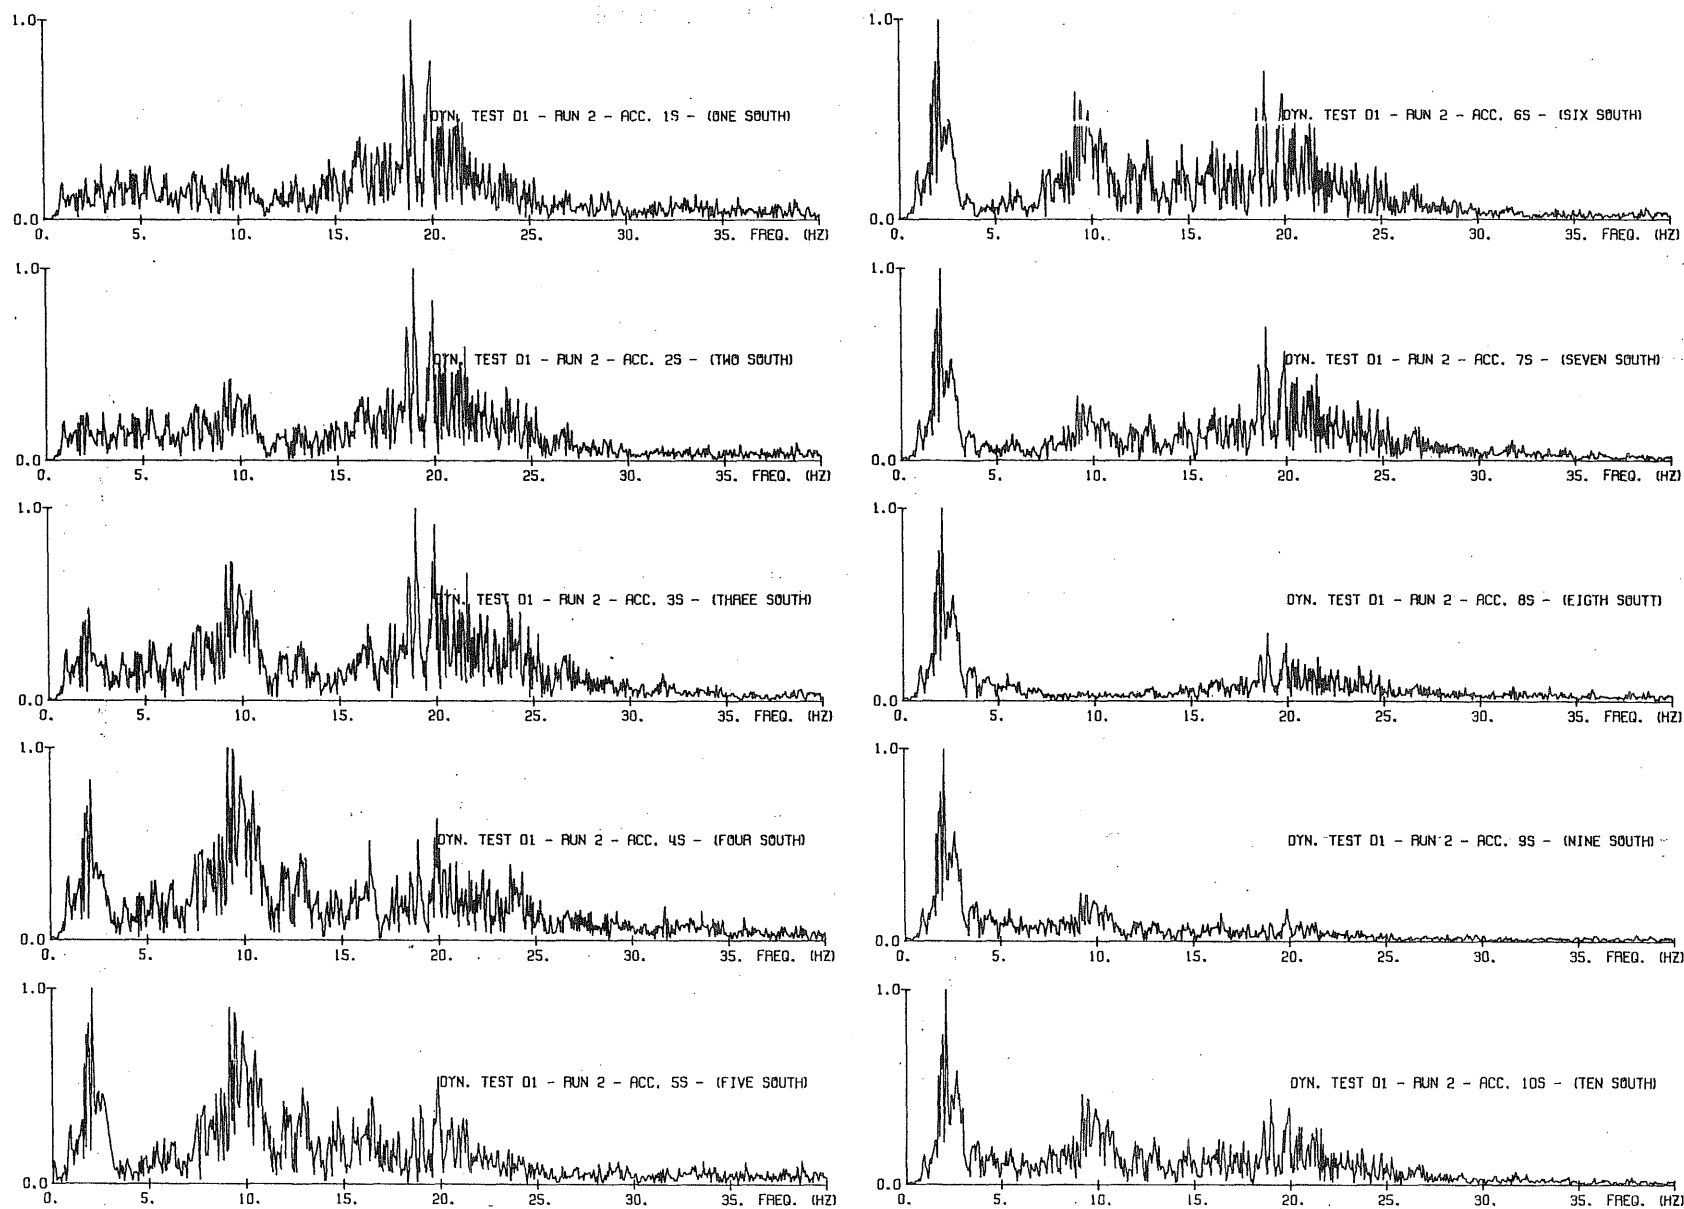 1.0
DYN. TEST D1 - RUN 2 - ACC. 1S - (ONE SOUTH)
0.0
0. 5. 10. 15. 20. 25. 30. 35. FREQ. (HZ)
1.0
DYN. TEST D1 - RUN 2 - ACC. 2S - (TWO SOUTH)
0.0
0. 5. 10. 15. 20. 25. 30. 35. FREQ. (HZ)
1.0
DYN. TEST D1 - RUN 2 - ACC. 3S - (THREE SOUTH)
0.0
0. 5. 10. 15. 20. 25. 30. 35. FREQ. (HZ)
1.0
DYN. TEST D1 - RUN 2 - ACC. 4S - (FOUR SOUTH)
0.0
0. 5. 10. 15. 20. 25. 30. 35. FREQ. (HZ)
1.0
DYN. TEST D1 - RUN 2 - ACC. 5S - (FIVE SOUTH)
0.0
0. 5. 10. 15. 20. 25. 30. 35. FREQ. (HZ)
1.0
DYN. TEST D1 - RUN 2 - ACC. 6S - (SIX SOUTH)
0.0
0. 5. 10. 15. 20. 25. 30. 35. FREQ. (HZ)
1.0
DYN. TEST D1 - RUN 2 - ACC. 7S - (SEVEN SOUTH)
0.0
0. 5. 10. 15. 20. 25. 30. 35. FREQ. (HZ)
1.0
DYN. TEST D1 - RUN 2 - ACC. 8S - (EIGTH SOUTT)
0.0
0. 5. 10. 15. 20. 25. 30. 35. FREQ. (HZ)
1.0
DYN. TEST D1 - RUN 2 - ACC. 9S - (NINE SOUTH)
0.0
0. 5. 10. 15. 20. 25. 30. 35. FREQ. (HZ)
1.0
DYN. TEST D1 - RUN 2 - ACC. 10S - (TEN SOUTH)
0.0
0. 5. 10. 15. 20. 25. 30. 35. FREQ. (HZ)